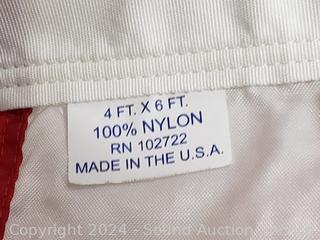 4 FT. X 6 FT.
100% NYLON
RN 102722
MADE IN THE U.S.A.
Copyright 2024 - Sound Auction,